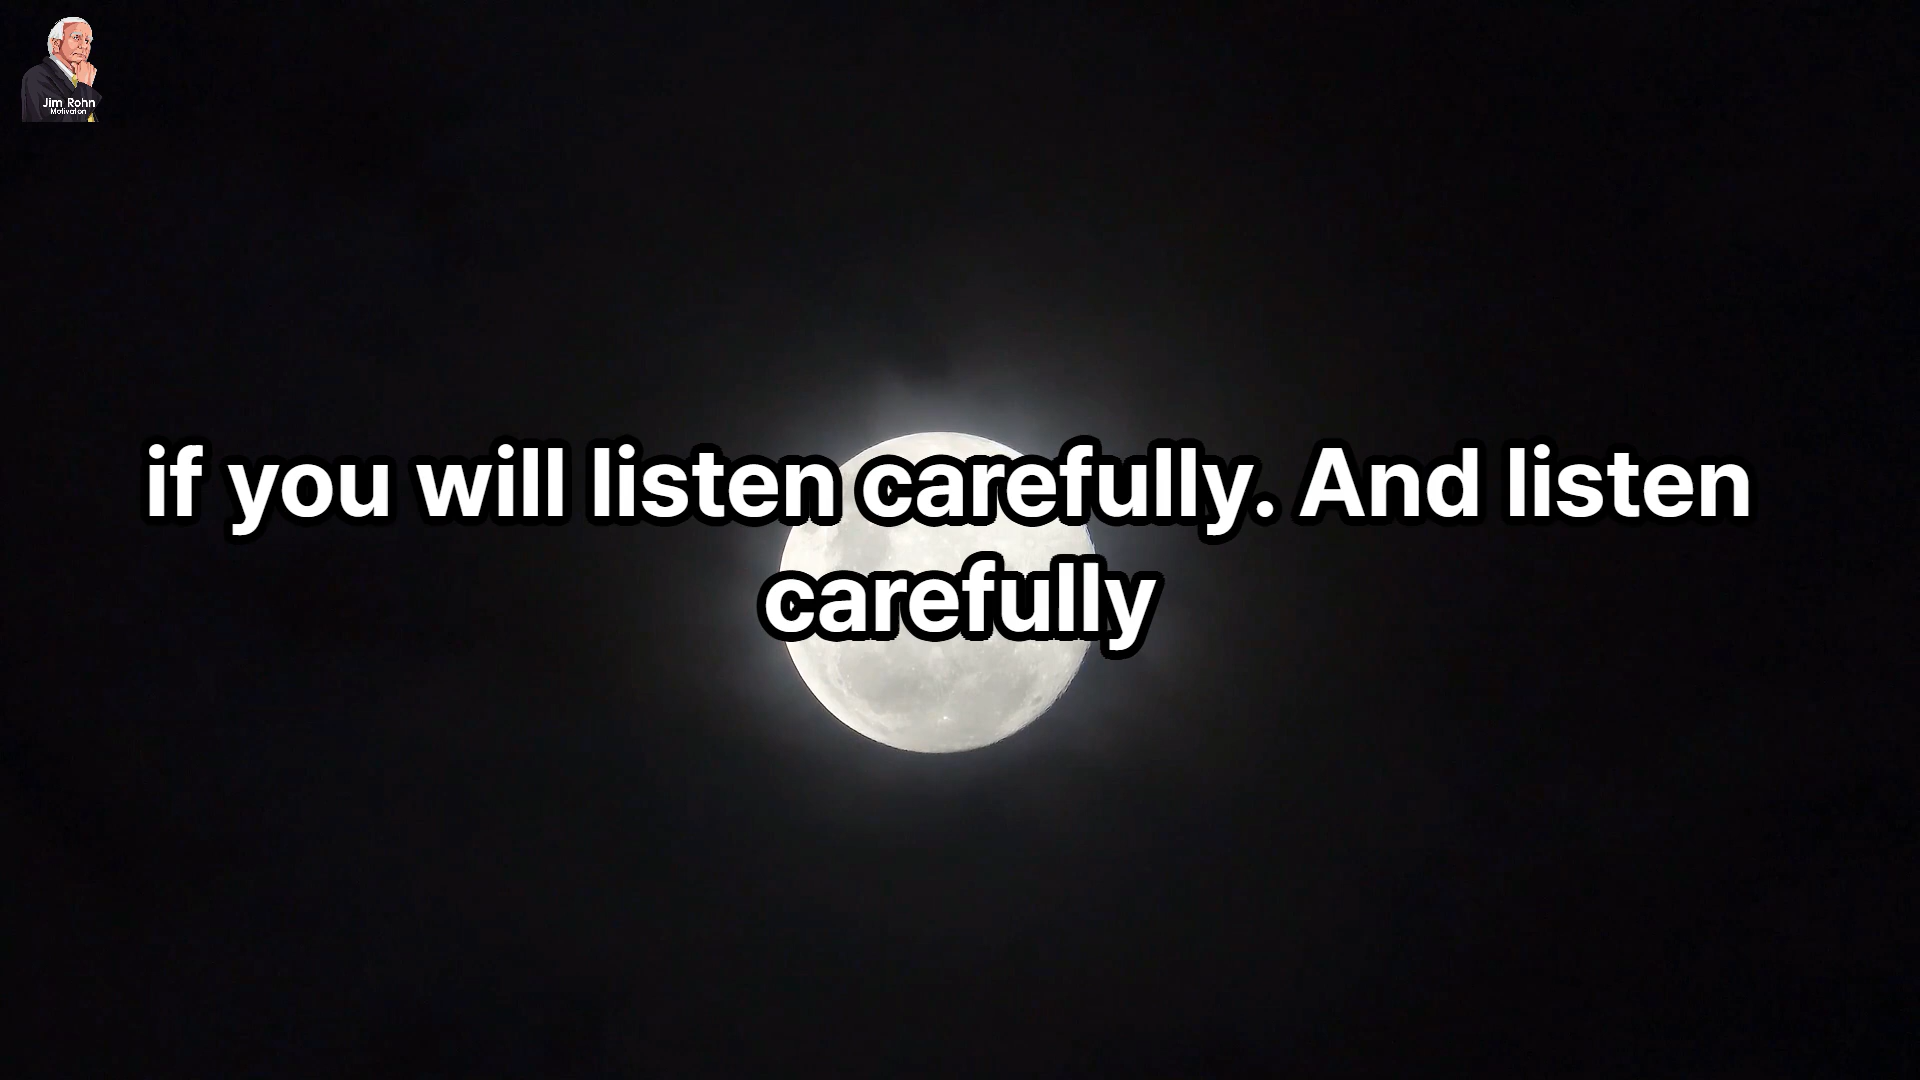 Jim Rohn
Motivation
if you will listen carefully. And listen
carefully